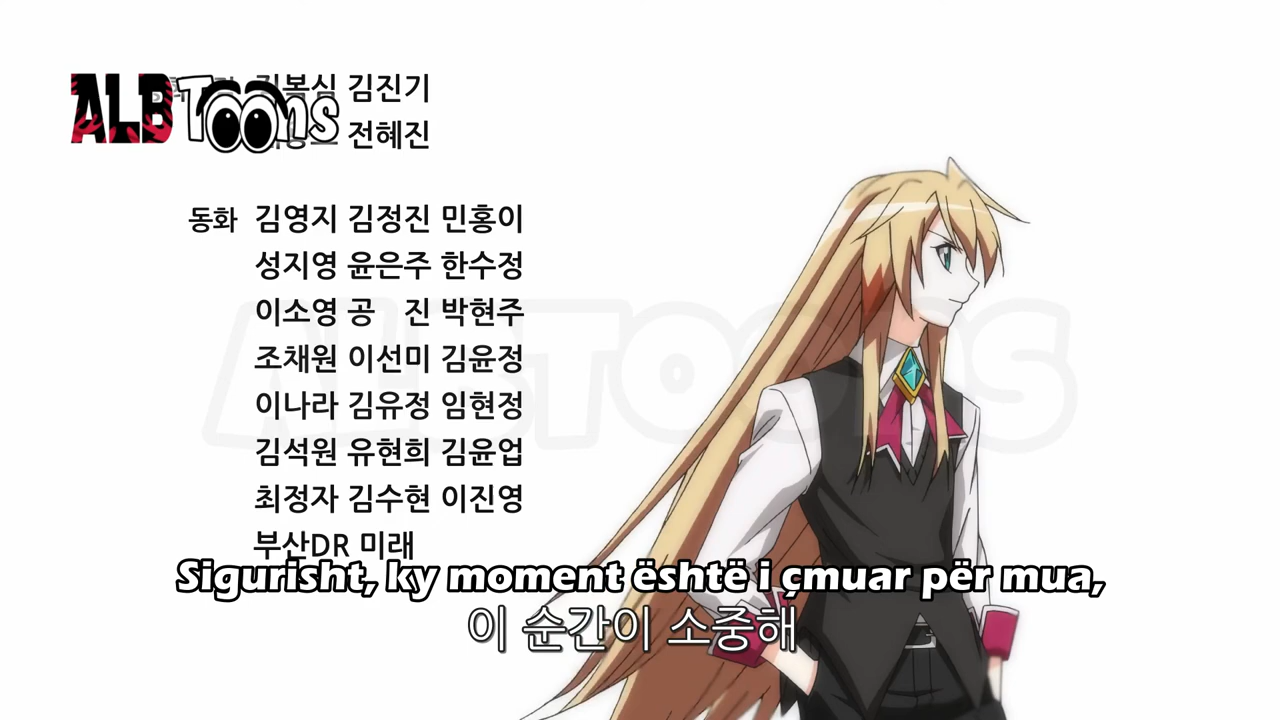 ALBToons
김진기
전혜진
동화 김영지 김정진 민홍이
성지영 윤은주 한수정
이소영 공 진 박현주
ALBTOONS
조채원 이선미 김윤정
이나라 김유정 임현정
김석원 유현희 김윤업
최정자 김수현 이진영
부산DR 미래
Sigurisht, ky moment është i çmuar për mua,
이 순간이 소중해